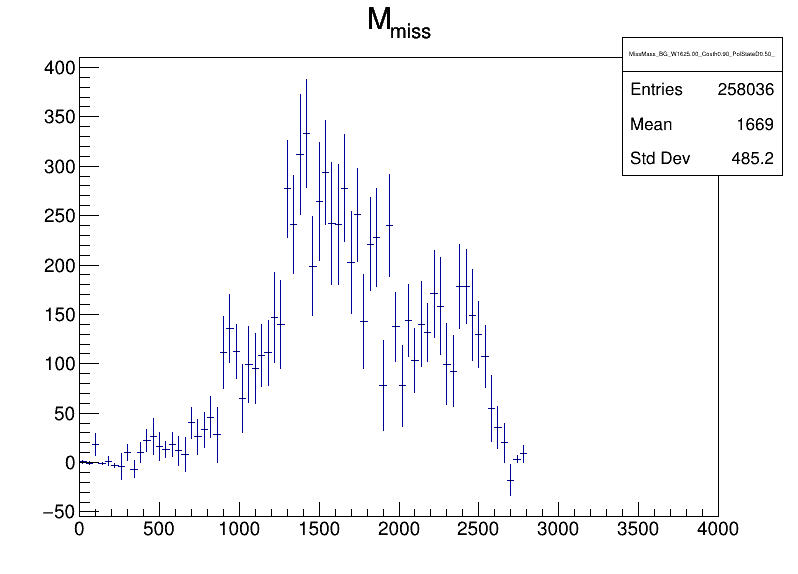 M_miss
MissMass_BG_W1625.00_Costh0.90_PolState0.50_
Entries 258036
Mean 1669
Std Dev 485.2
400
350
300
250
200
150
100
50
0
−50
0 500 1000 1500 2000 2500 3000 3500 4000